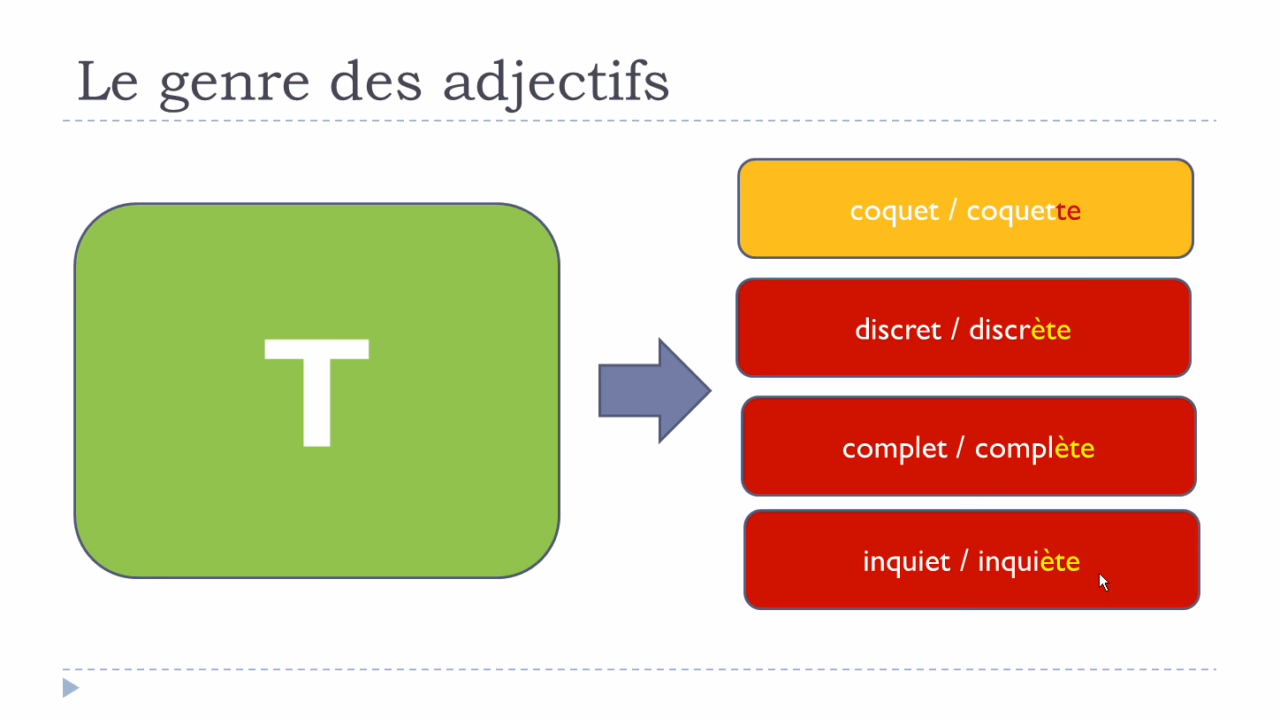 Le genre des adjectifs
T
coquet / coquette
discret / discrète
complet / complète
inquiet / inquiète